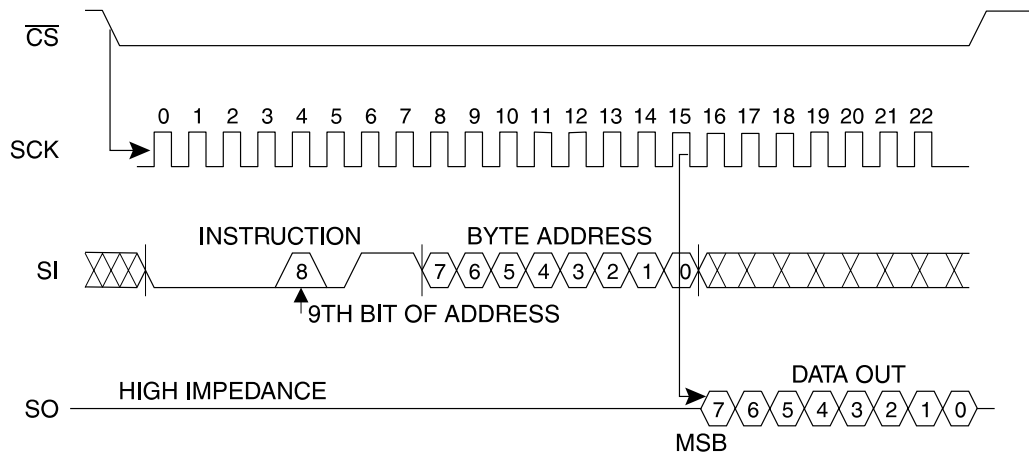 CS
0 1 2 3 4 5 6 7 8 9 10 11 12 13 14 15 16 17 18 19 20 21 22
SCK
INSTRUCTION BYTE ADDRESS
SI 8 7 6 5 4 3 2 1 0
9TH BIT OF ADDRESS
DATA OUT
HIGH IMPEDANCE
SO 7 6 5 4 3 2 1 0
MSB